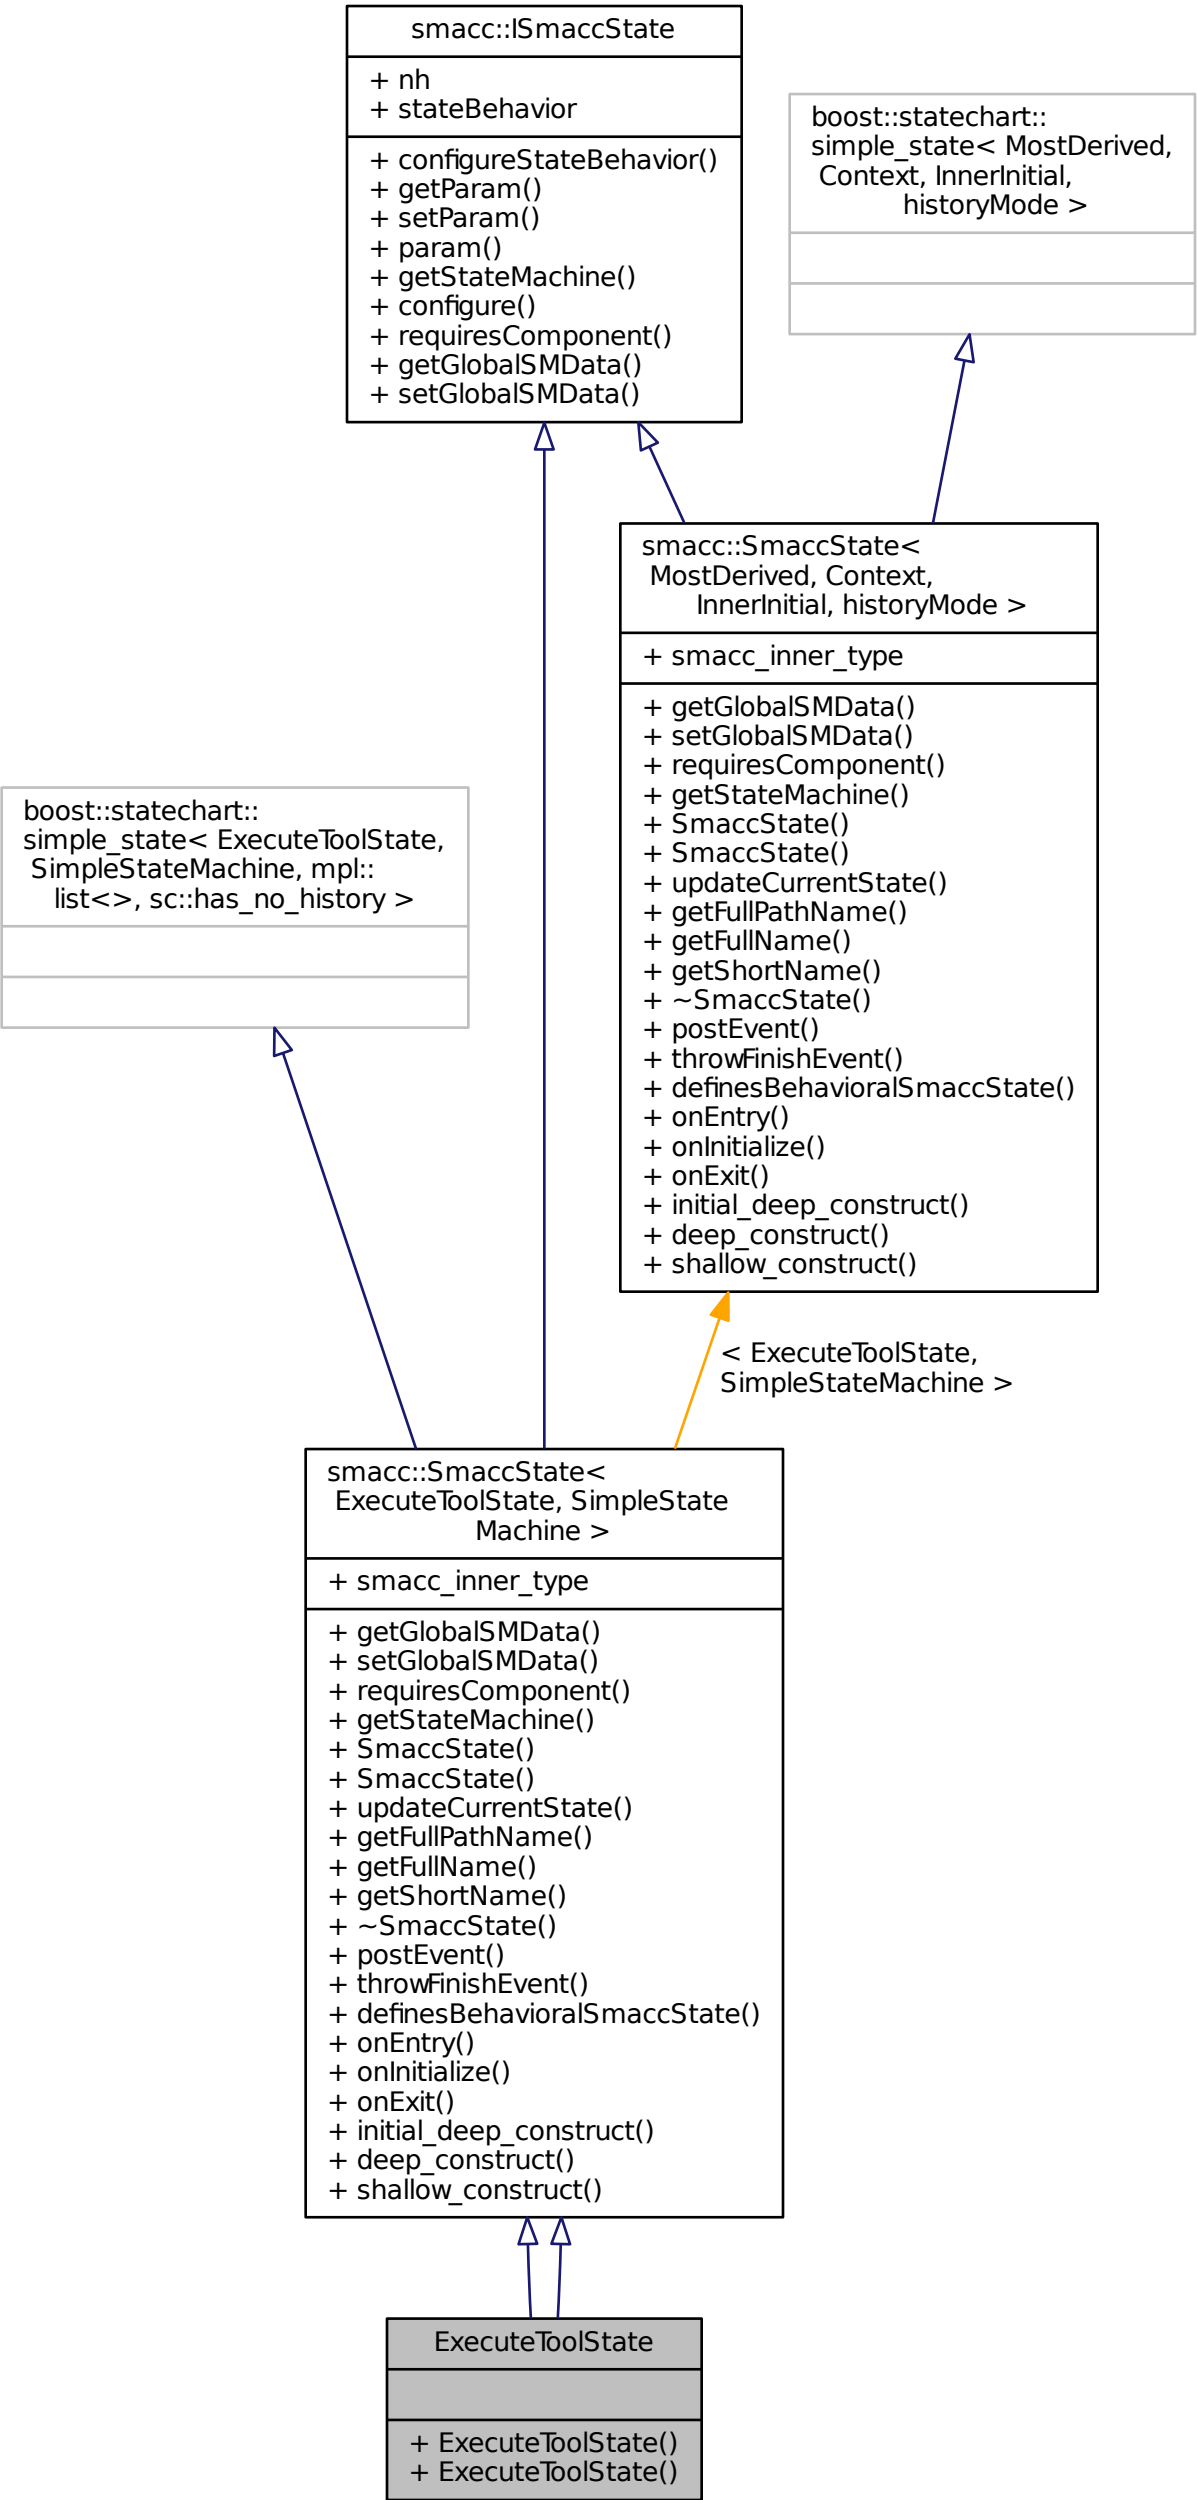 smacc::ISmaccState
+ nh
+ stateBehavior
+ configureStateBehavior()
+ getParam()
+ setParam()
+ param()
+ getStateMachine()
+ configure()
+ requiresComponent()
+ getGlobalSMData()
+ setGlobalSMData()
boost::statechart::
simple_state< MostDerived,
Context, InnerInitial,
historyMode >
smacc::SmaccState<
MostDerived, Context,
InnerInitial, historyMode >
+ smacc_inner_type
+ getGlobalSMData()
+ setGlobalSMData()
+ requiresComponent()
+ getStateMachine()
+ SmaccState()
+ SmaccState()
+ updateCurrentState()
+ getFullPathName()
+ getFullName()
+ getShortName()
+ ~SmaccState()
+ postEvent()
+ throwFinishEvent()
+ definesBehavioralSmaccState()
+ onEntry()
+ onInitialize()
+ onExit()
+ initial_deep_construct()
+ deep_construct()
+ shallow_construct()
boost::statechart::
simple_state< ExecuteToolState,
SimpleStateMachine, mpl::
list<>, sc::has_no_history >
< ExecuteToolState,
SimpleStateMachine >
smacc::SmaccState<
ExecuteToolState, SimpleState
Machine >
+ smacc_inner_type
+ getGlobalSMData()
+ setGlobalSMData()
+ requiresComponent()
+ getStateMachine()
+ SmaccState()
+ SmaccState()
+ updateCurrentState()
+ getFullPathName()
+ getFullName()
+ getShortName()
+ ~SmaccState()
+ postEvent()
+ throwFinishEvent()
+ definesBehavioralSmaccState()
+ onEntry()
+ onInitialize()
+ onExit()
+ initial_deep_construct()
+ deep_construct()
+ shallow_construct()
ExecuteToolState
+ ExecuteToolState()
+ ExecuteToolState()